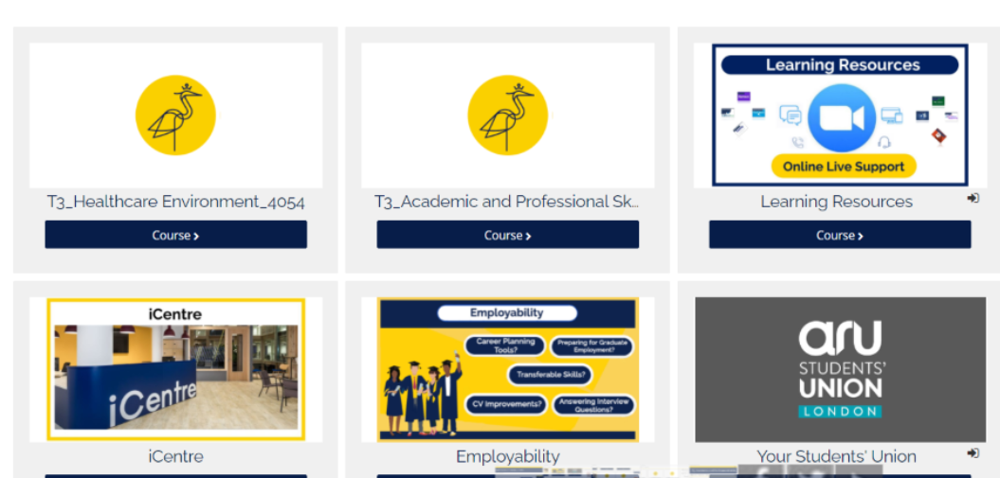 Learning Resources
Online Live Support
T3_Healthcare Environment_4054
T3_Academic and Professional Sk...
Learning Resources
Course >
Course >
Course >
iCentre
iCentre
Employability
Career Planning
Tools?
Preparing for Graduate
Employment?
Transferable Skills?
CV Improvements?
Answering Interview
Questions?
aru
STUDENTS'
UNION
LONDON
iCentre
Employability
Your Students' Union